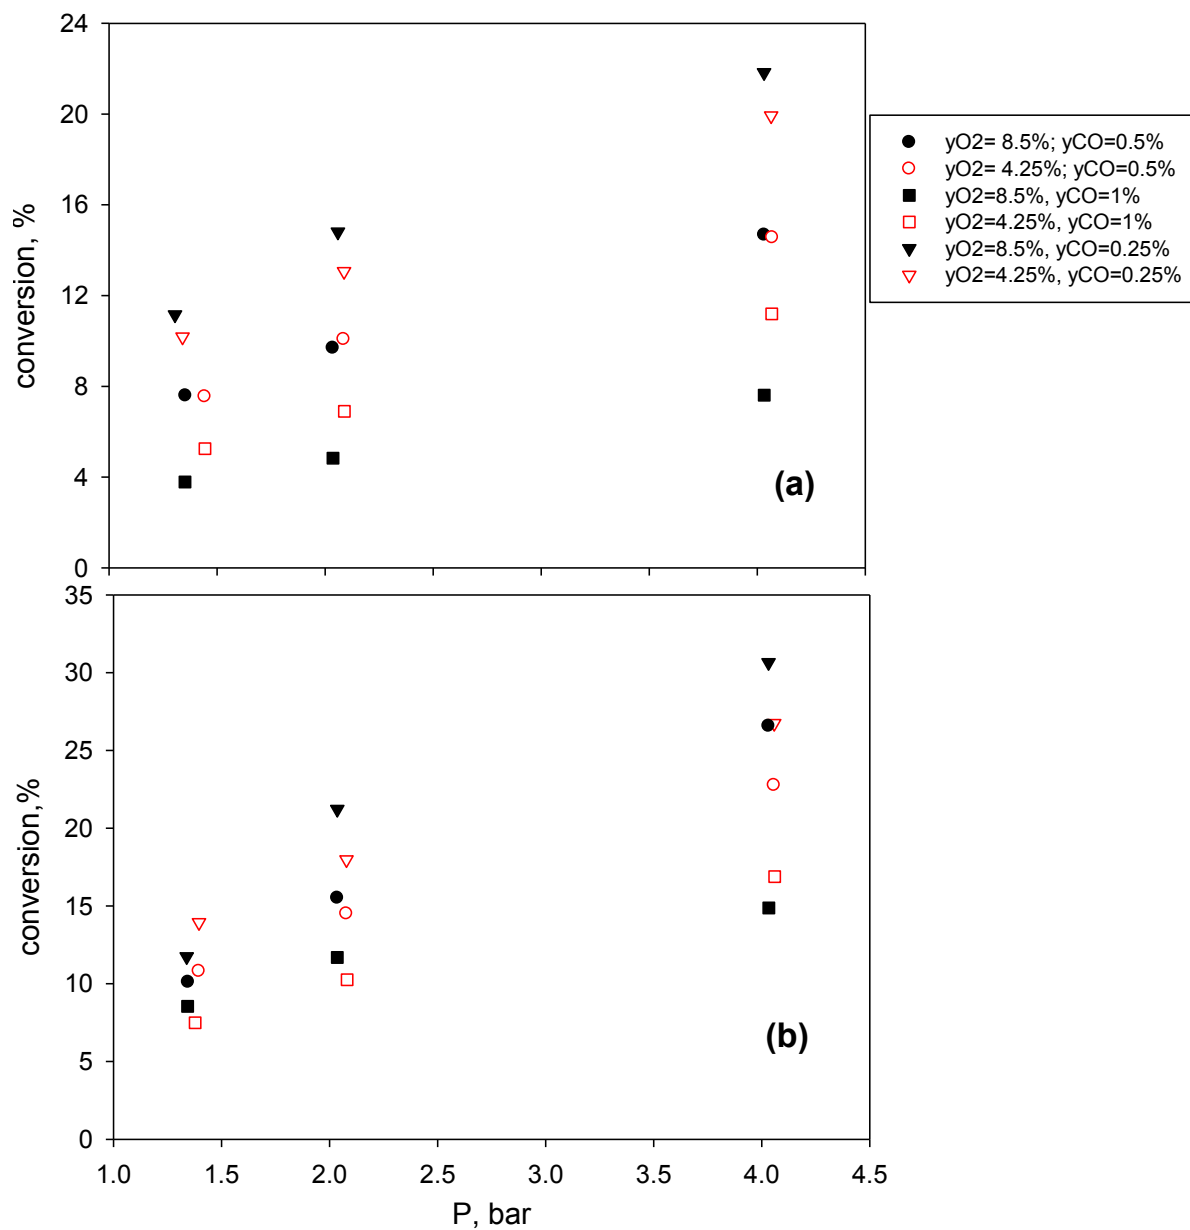 24
20
16
12
8
4
0
conversion, %
(a)
yO2= 8.5%; yCO=0.5%
yO2= 4.25%; yCO=0.5%
yO2=8.5%, yCO=1%
yO2=4.25%, yCO=1%
yO2=8.5%, yCO=0.25%
yO2=4.25%, yCO=0.25%
35
30
25
20
15
10
5
0
conversion,%
(b)
1.0 1.5 2.0 2.5 3.0 3.5 4.0 4.5
P, bar